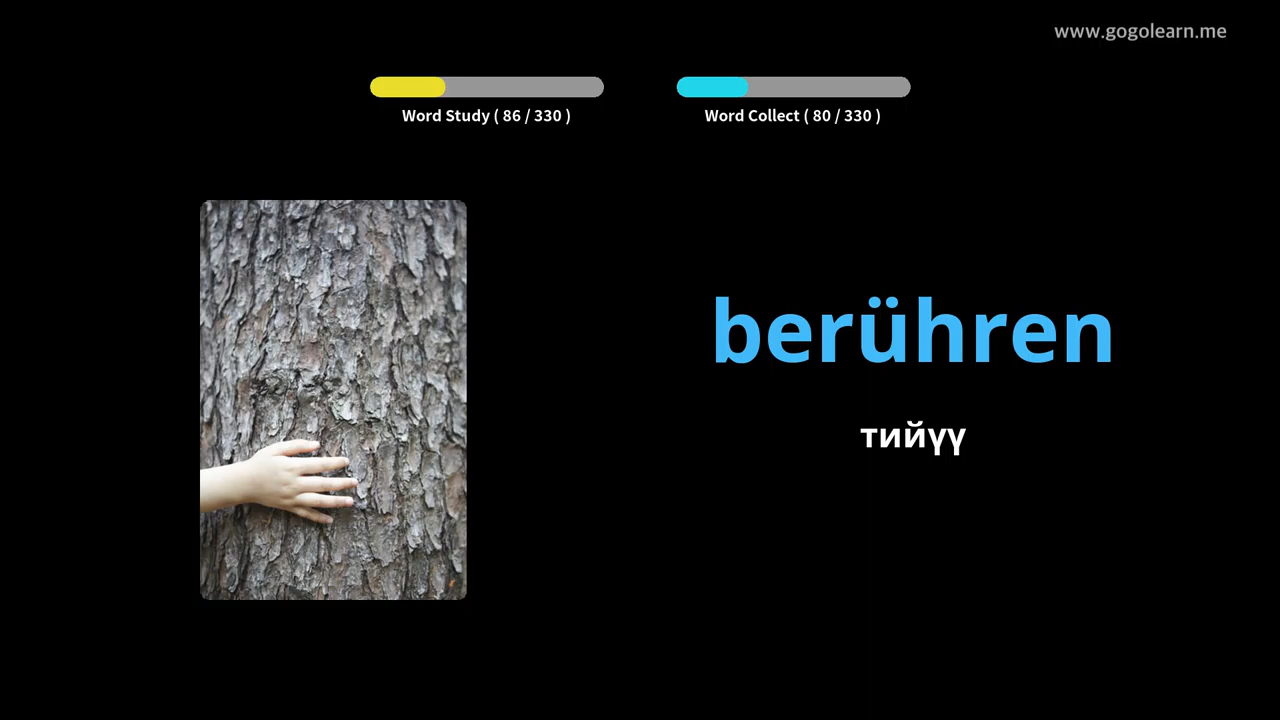 www.gogolearn.me
Word Study ( 86 / 330 )
Word Collect ( 80 / 330 )
berühren
тийүү